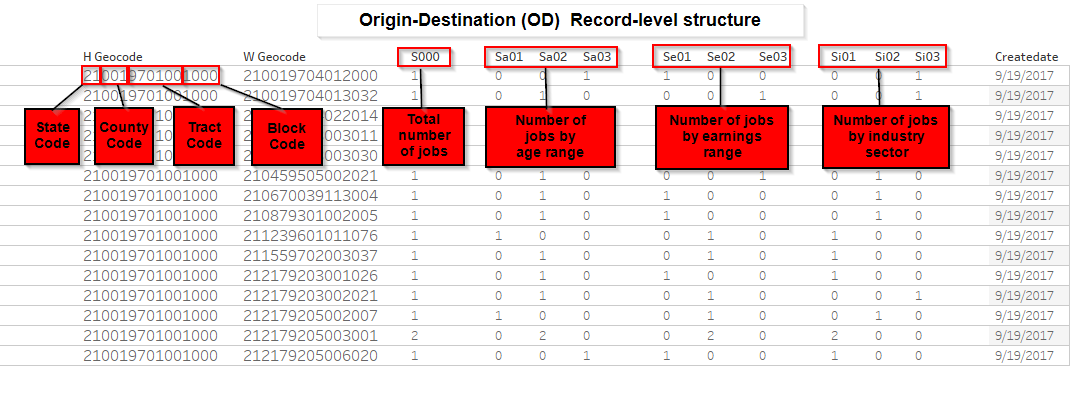 Origin-Destination (OD) Record-level structure
H Geocode W Geocode S000 Sa01 Sa02 Sa03 Se01 Se02 Se03 Si01 Si02 Si03 Createdate
210019701001000 210019704012000 1 0 0 1 1 0 0 0 0 1 9/19/2017
210019701001000 210019704013032 1 0 1 0 0 0 1 0 0 1 9/19/2017
9/19/2017
9/19/2017
9/19/2017
State Code
County Code
Tract Code
Block Code
Total number of jobs
Number of jobs by age range
Number of jobs by earnings range
Number of jobs by industry sector
210019701001000 210459505002021 1 0 1 0 0 0 1 0 1 0 9/19/2017
210019701001000 210670039113004 1 0 1 0 1 0 0 0 1 0 9/19/2017
210019701001000 210879301002005 1 0 1 0 1 0 0 0 1 0 9/19/2017
210019701001000 211239601011076 1 1 0 0 0 1 0 1 0 0 9/19/2017
210019701001000 211559702003037 1 0 1 0 0 1 0 1 0 0 9/19/2017
210019701001000 212179203001026 1 0 1 0 1 0 0 1 0 0 9/19/2017
210019701001000 212179203002021 1 0 1 0 0 1 0 0 0 1 9/19/2017
210019701001000 212179205002007 1 1 0 0 0 1 0 0 1 0 9/19/2017
210019701001000 212179205003001 2 0 2 0 0 2 0 2 0 0 9/19/2017
210019701001000 212179205006020 1 0 0 1 1 0 0 1 0 0 9/19/2017